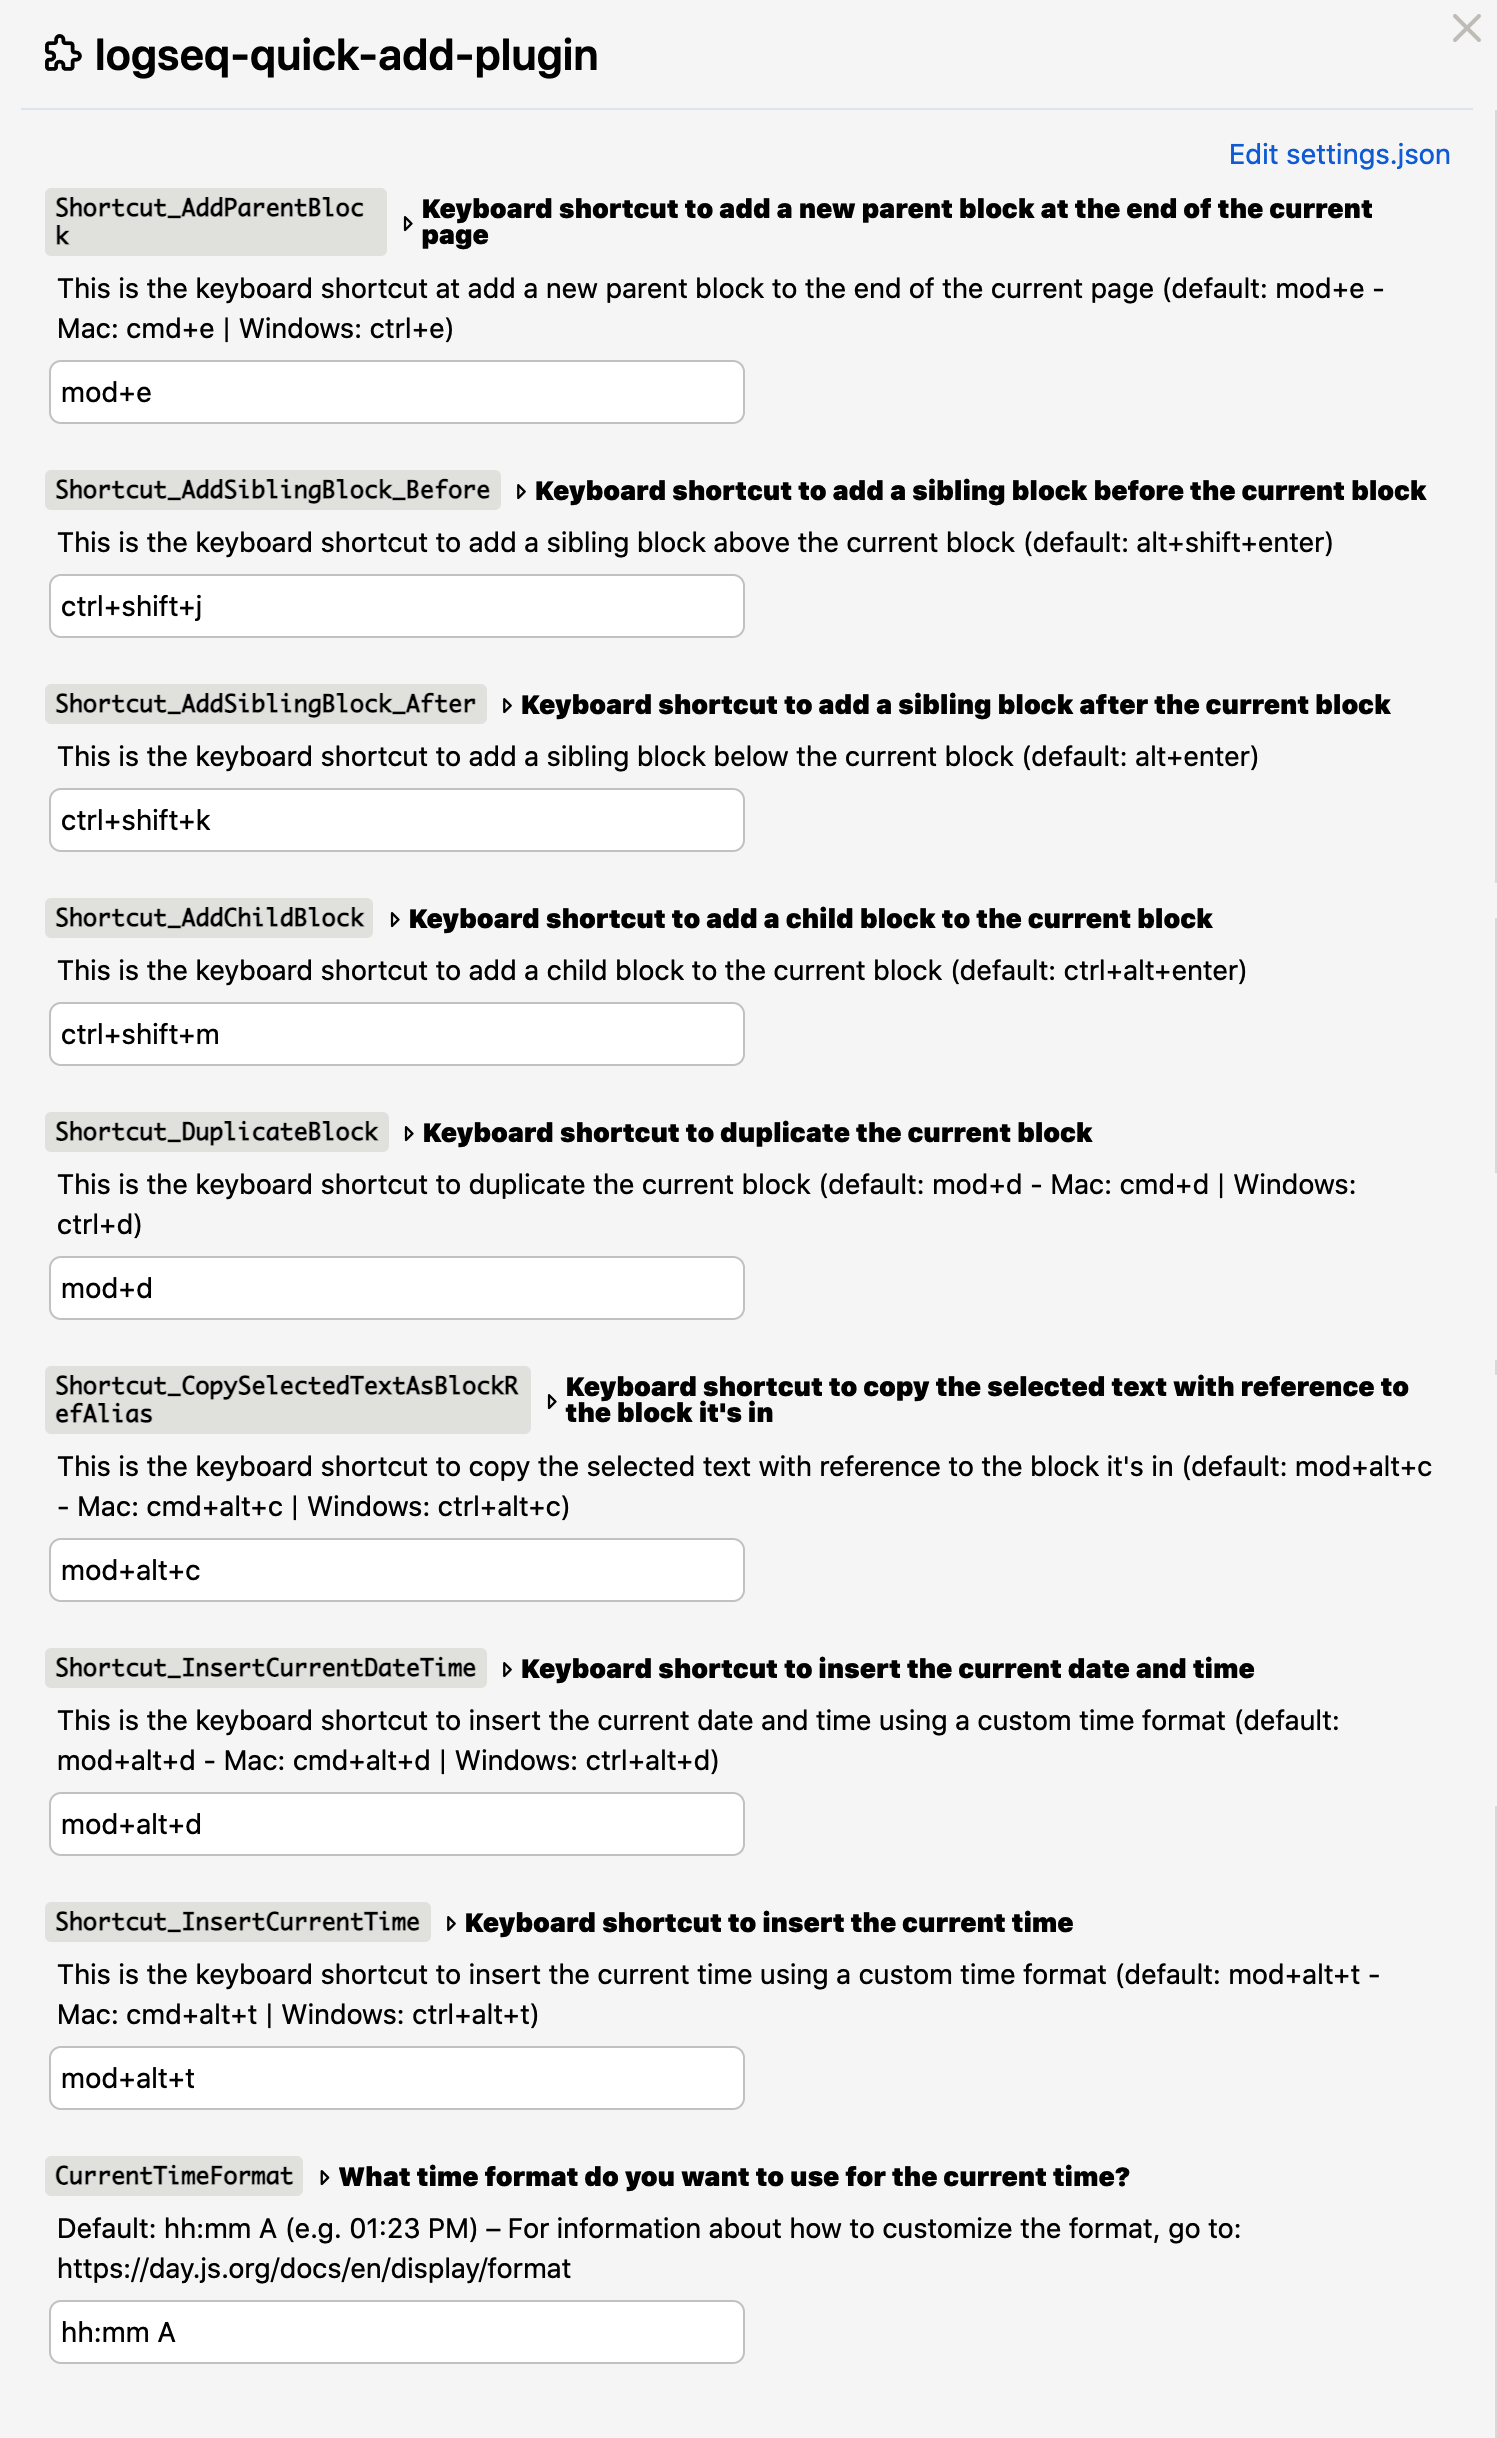 logseq-quick-add-plugin
Edit settings.json
Shortcut_AddParentBloc
k
Keyboard shortcut to add a new parent block at the end of the current
page
This is the keyboard shortcut at add a new parent block to the end of the current page (default: mod+e -
Mac: cmd+e | Windows: ctrl+e)
mod+e
Shortcut_AddSiblingBlock_Before Keyboard shortcut to add a sibling block before the current block
This is the keyboard shortcut to add a sibling block above the current block (default: alt+shift+enter)
ctrl+shift+j
Shortcut_AddSiblingBlock_After Keyboard shortcut to add a sibling block after the current block
This is the keyboard shortcut to add a sibling block below the current block (default: alt+enter)
ctrl+shift+k
Shortcut_AddChildBlock Keyboard shortcut to add a child block to the current block
This is the keyboard shortcut to add a child block to the current block (default: ctrl+alt+enter)
ctrl+shift+m
Shortcut_DuplicateBlock Keyboard shortcut to duplicate the current block
This is the keyboard shortcut to duplicate the current block (default: mod+d - Mac: cmd+d | Windows:
ctrl+d)
mod+d
Shortcut_CopySelectedTextAsBlockR
efAlias
Keyboard shortcut to copy the selected text with reference to
the block it's in
This is the keyboard shortcut to copy the selected text with reference to the block it's in (default: mod+alt+c
- Mac: cmd+alt+c | Windows: ctrl+alt+c)
mod+alt+c
Shortcut_InsertCurrentDateTime Keyboard shortcut to insert the current date and time
This is the keyboard shortcut to insert the current date and time using a custom time format (default:
mod+alt+d - Mac: cmd+alt+d | Windows: ctrl+alt+d)
mod+alt+d
Shortcut_InsertCurrentTime Keyboard shortcut to insert the current time
This is the keyboard shortcut to insert the current time using a custom time format (default: mod+alt+t -
Mac: cmd+alt+t | Windows: ctrl+alt+t)
mod+alt+t
CurrentTimeFormat What time format do you want to use for the current time?
Default: hh:mm A (e.g. 01:23 PM) – For information about how to customize the format, go to:
https://day.js.org/docs/en/display/format
hh:mm A